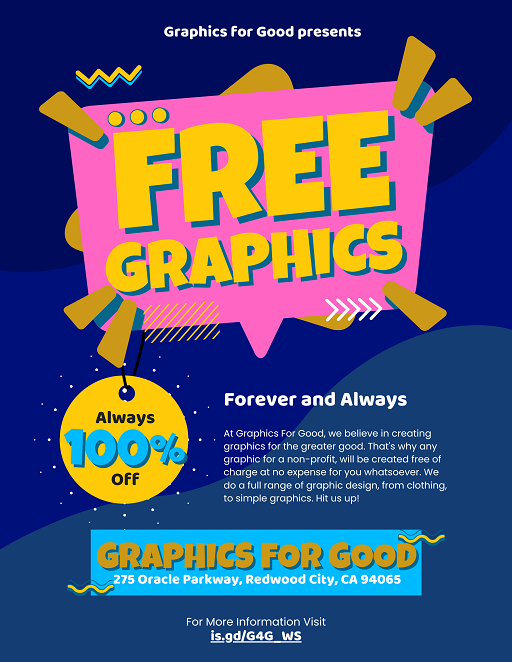 Graphics for Good presents
FREE
GRAPHICS
Always
100%
Off
Forever and Always
At Graphics For Good, we believe in creating
graphics for the greater good. That's why any
graphic for a non-profit, will be created free of
charge at no expense for you whatsoever. We
do a full range of graphic design, from clothing,
to simple graphics. Hit us up!
GRAPHICS FOR GOOD
275 Oracle Parkway, Redwood City, CA 94065
For More Information Visit
is.gd/G4G_WS